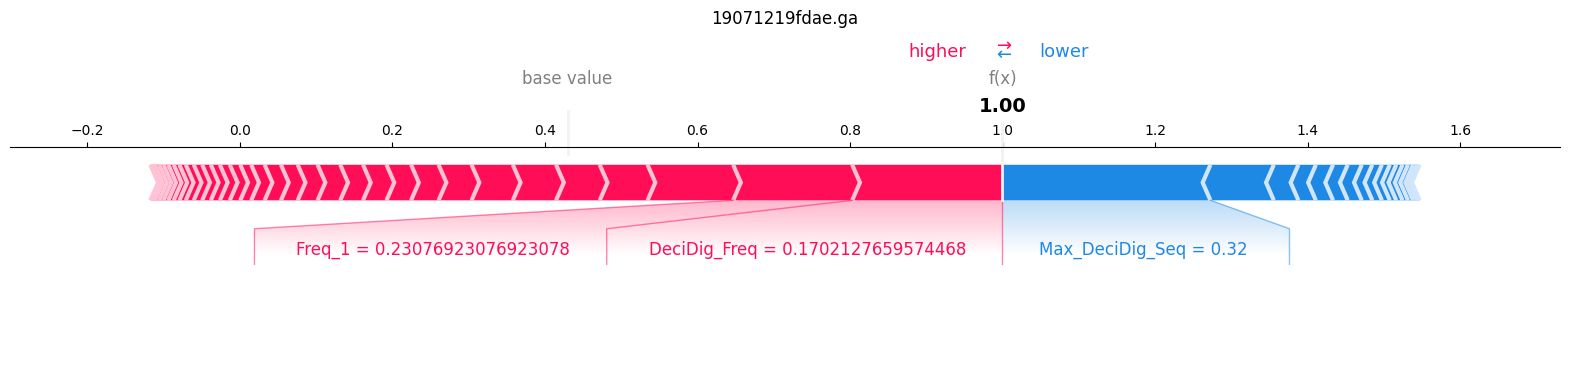 19071219fdae.ga
higher ⇄ lower
base value f(x)
1.00
−0.2 0.0 0.2 0.4 0.6 0.8 1.0 1.2 1.4 1.6
Freq_1 = 0.23076923076923078 DeciDig_Freq = 0.1702127659574468 Max_DeciDig_Seq = 0.32